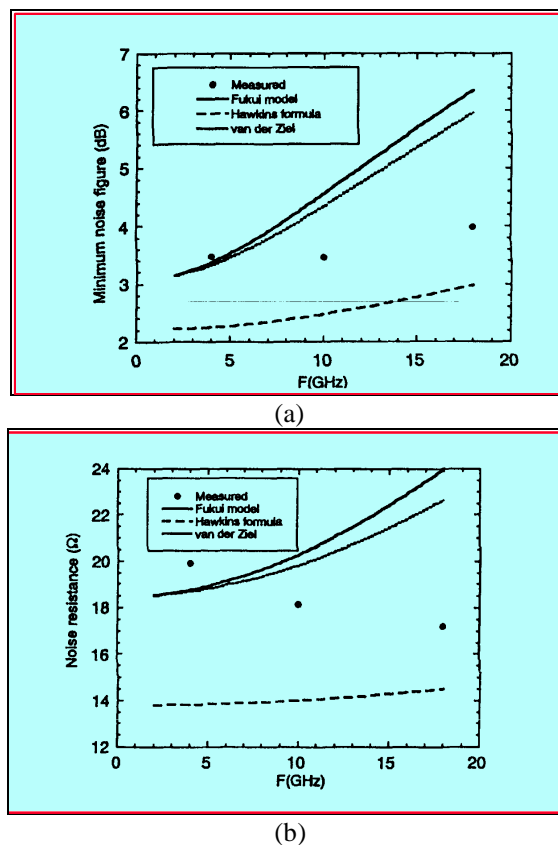 7
6
5
4
3
2
Minimum noise figure (dB)
Measured
Fukui model
Hawkins formula
van der Ziel
0 5 10 15 20
F(GHz)
(a)
24
22
20
18
16
14
12
Noise resistance (Ω)
Measured
Fukui model
Hawkins formula
van der Ziel
0 5 10 15 20
F(GHz)
(b)